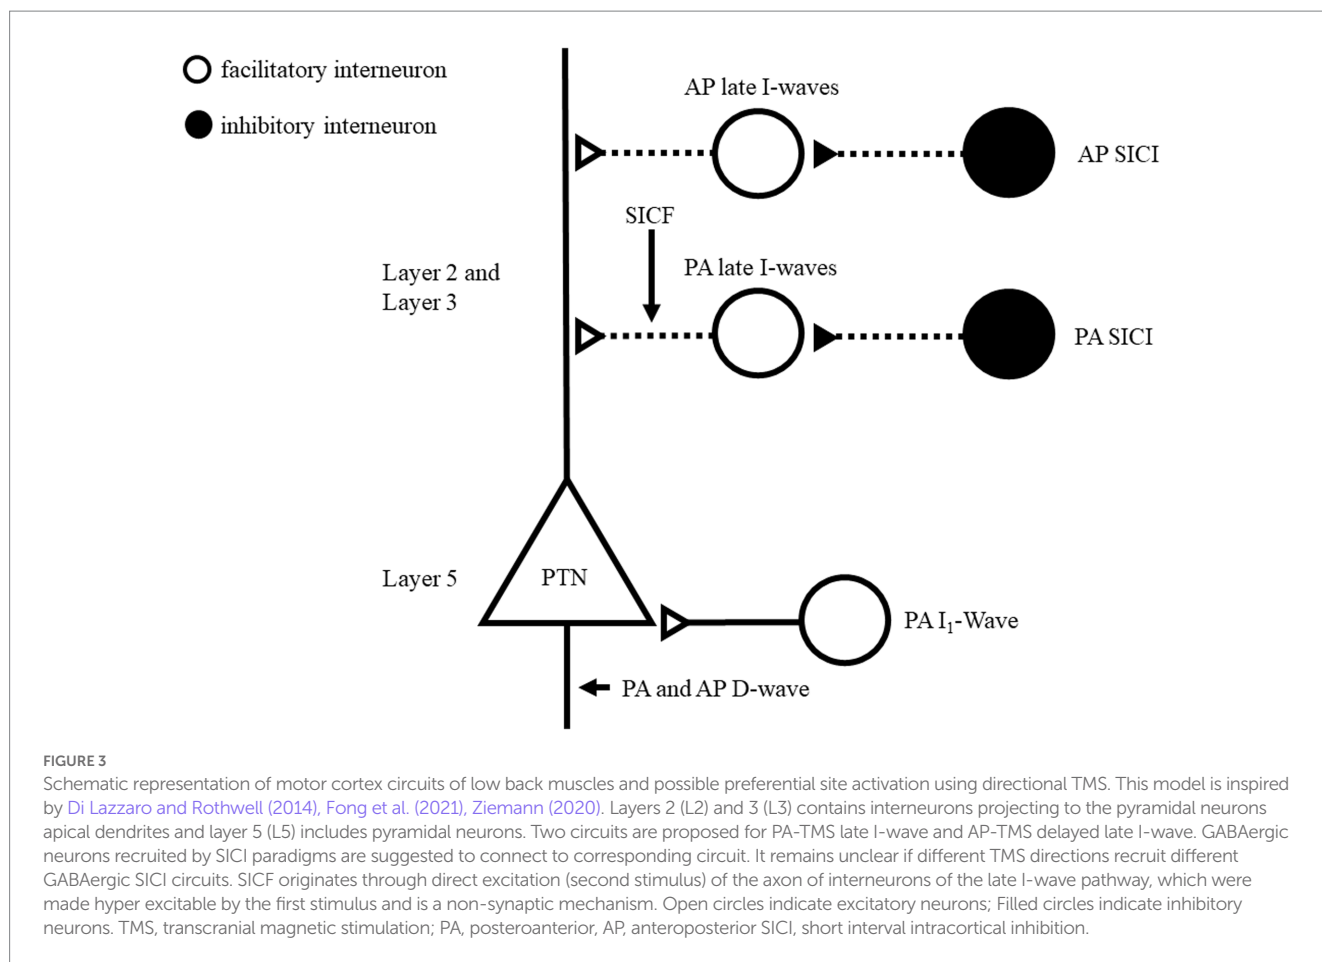 facilitatory interneuron
inhibitory interneuron
AP late I-waves
AP SICI
SICF
PA late I-waves
Layer 2 and
Layer 3
PA SICI
Layer 5
PTN
PA I1-Wave
PA and AP D-wave
FIGURE 3
Schematic representation of motor cortex circuits of low back muscles and possible preferential site activation using directional TMS. This model is inspired
by Di Lazzaro and Rothwell (2014), Fong et al. (2021), Ziemann (2020). Layers 2 (L2) and 3 (L3) contains interneurons projecting to the pyramidal neurons
apical dendrites and layer 5 (L5) includes pyramidal neurons. Two circuits are proposed for PA-TMS late I-wave and AP-TMS delayed late I-wave. GABAergic
neurons recruited by SICI paradigms are suggested to connect to corresponding circuit. It remains unclear if different TMS directions recruit different
GABAergic SICI circuits. SICF originates through direct excitation (second stimulus) of the axon of interneurons of the late I-wave pathway, which were
made hyper excitable by the first stimulus and is a non-synaptic mechanism. Open circles indicate excitatory neurons; Filled circles indicate inhibitory
neurons. TMS, transcranial magnetic stimulation; PA, posteroanterior, AP, anteroposterior SICI, short interval intracortical inhibition.